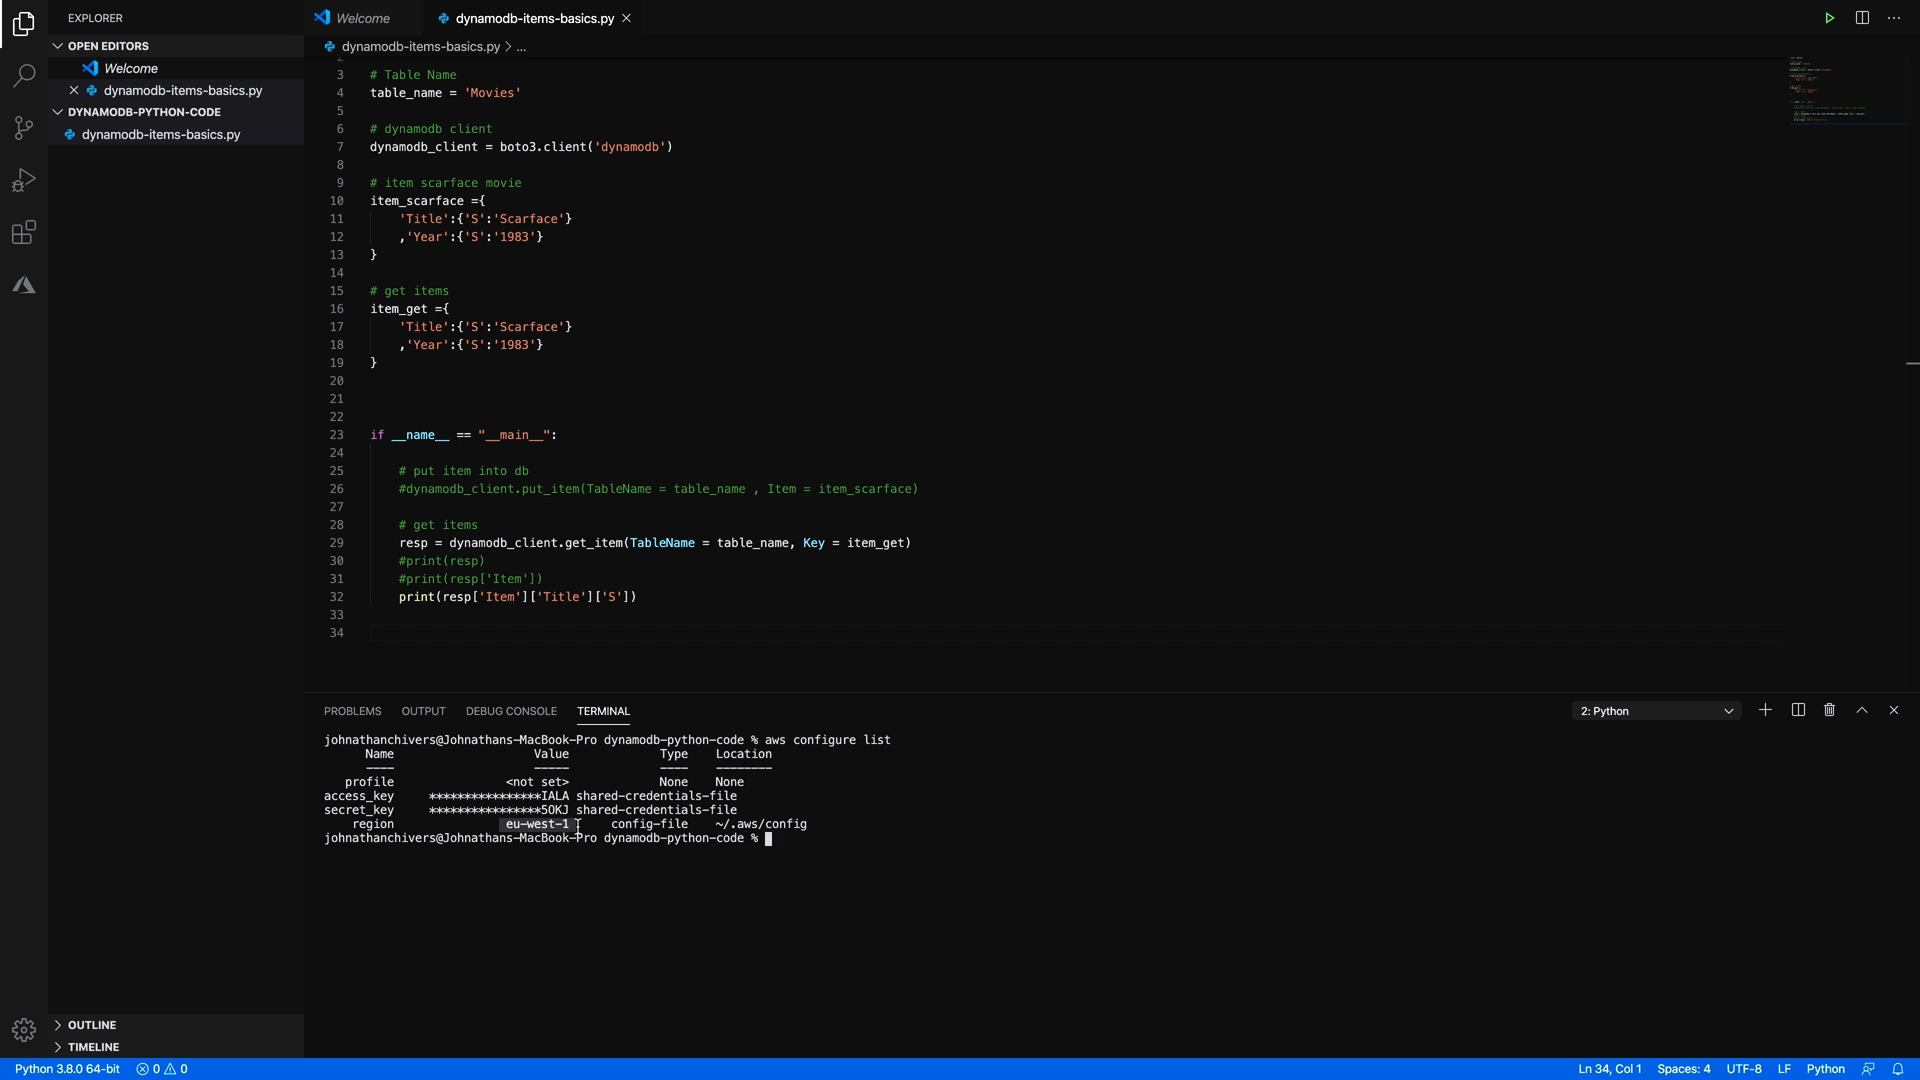 EXPLORER
OPEN EDITORS
Welcome
dynamodb-items-basics.py
DYNAMODB-PYTHON-CODE
dynamodb-items-basics.py
OUTLINE
TIMELINE
Welcome
dynamodb-items-basics.py
dynamodb-items-basics.py > ...
2
3 # Table Name
4 table_name = 'Movies'
5
6 # dynamodb client
7 dynamodb_client = boto3.client('dynamodb')
8
9 # item scarface movie
10 item_scarface ={
11 'Title':{'S':'Scarface'}
12 ,'Year':{'S':'1983'}
13 }
14
15 # get items
16 item_get ={
17 'Title':{'S':'Scarface'}
18 ,'Year':{'S':'1983'}
19 }
20
21
22
23 if __name__ == "__main__":
24
25 # put item into db
26 #dynamodb_client.put_item(TableName = table_name , Item = item_scarface)
27
28 # get items
29 resp = dynamodb_client.get_item(TableName = table_name, Key = item_get)
30 #print(resp)
31 #print(resp['Item'])
32 print(resp['Item']['Title']['S'])
33
34
PROBLEMS OUTPUT DEBUG CONSOLE TERMINAL 2: Python
johnathanchivers@Johnathans-MacBook-Pro dynamodb-python-code % aws configure list
Name Value Type Location
---- ----- ---- --------
profile <not set> None None
access_key ****************IALA shared-credentials-file
secret_key ****************5OKJ shared-credentials-file
region eu-west-1 config-file ~/.aws/config
johnathanchivers@Johnathans-MacBook-Pro dynamodb-python-code %
Python 3.8.0 64-bit 0 0 Ln 34, Col 1 Spaces: 4 UTF-8 LF Python